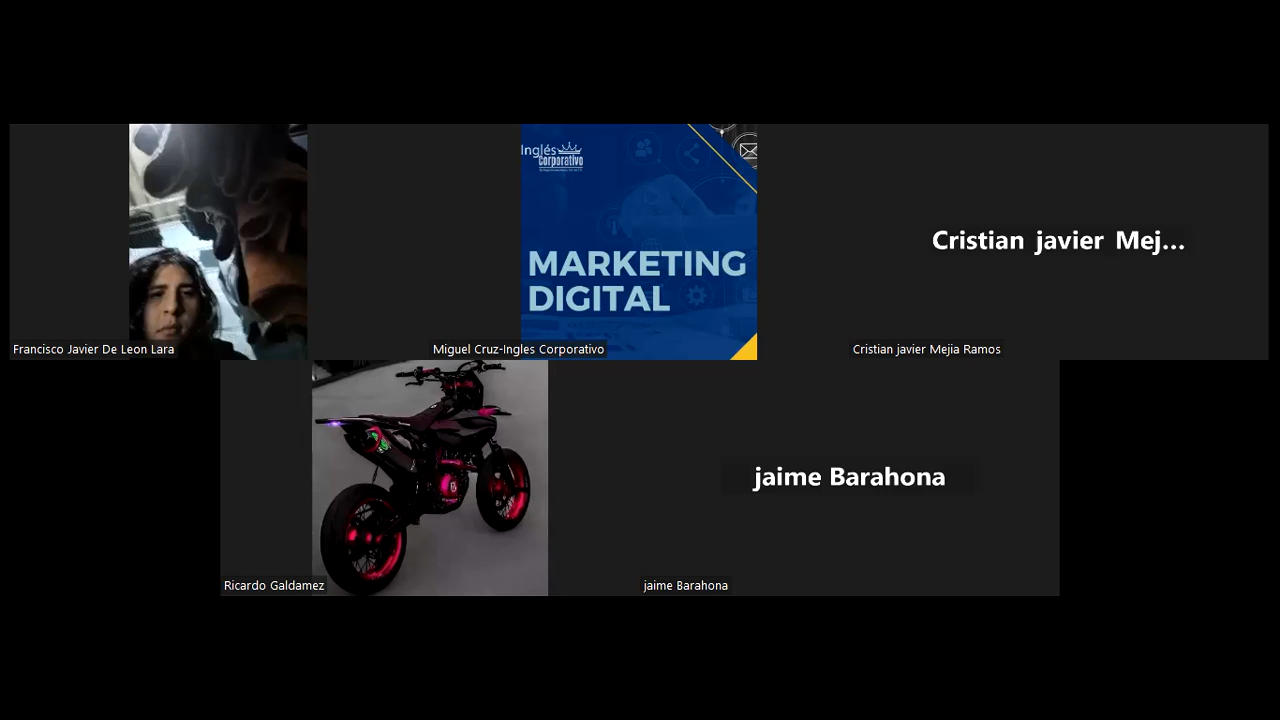 Inglés
corporativo
MARKETING
DIGITAL
Cristian javier Mej...
Francisco Javier De Leon Lara
Miguel Cruz-Ingles Corporativo
Cristian javier Mejia Ramos
jaime Barahona
Ricardo Galdamez
jaime Barahona